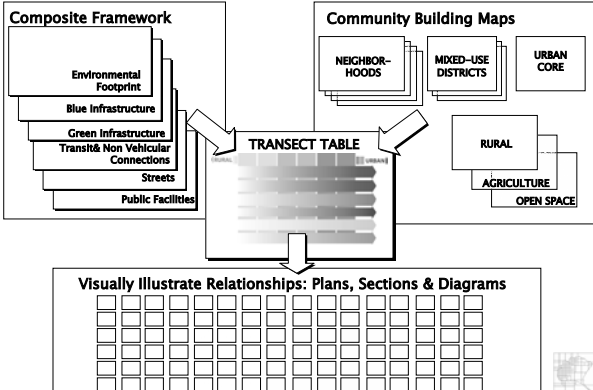 Composite Framework
Environmental
Footprint
Blue Infrastructure
Green Infrastructure
Transit& Non Vehicular
Connections
Streets
Public Facilities
Community Building Maps
NEIGHBOR-
HOODS
MIXED-USE
DISTRICTS
URBAN
CORE
RURAL
AGRICULTURE
OPEN SPACE
TRANSECT TABLE
RURAL
URBAN
Visually Illustrate Relationships: Plans, Sections & Diagrams